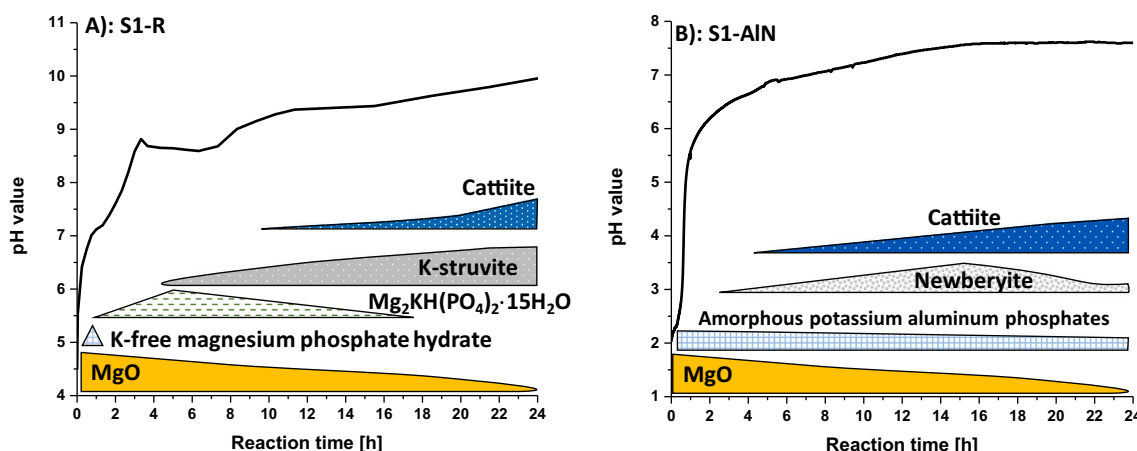 A): S1-R
11
10
9
8
7
6
5
4
pH value
Cattiite
K-struvite
Mg₂KH(PO₄)₂·15H₂O
K-free magnesium phosphate hydrate
MgO
0 2 4 6 8 10 12 14 16 18 20 22 24
Reaction time [h]
B): S1-AlN
8
7
6
5
4
3
2
1
pH value
Cattiite
Newberyite
Amorphous potassium aluminum phosphates
MgO
0 2 4 6 8 10 12 14 16 18 20 22 24
Reaction time [h]